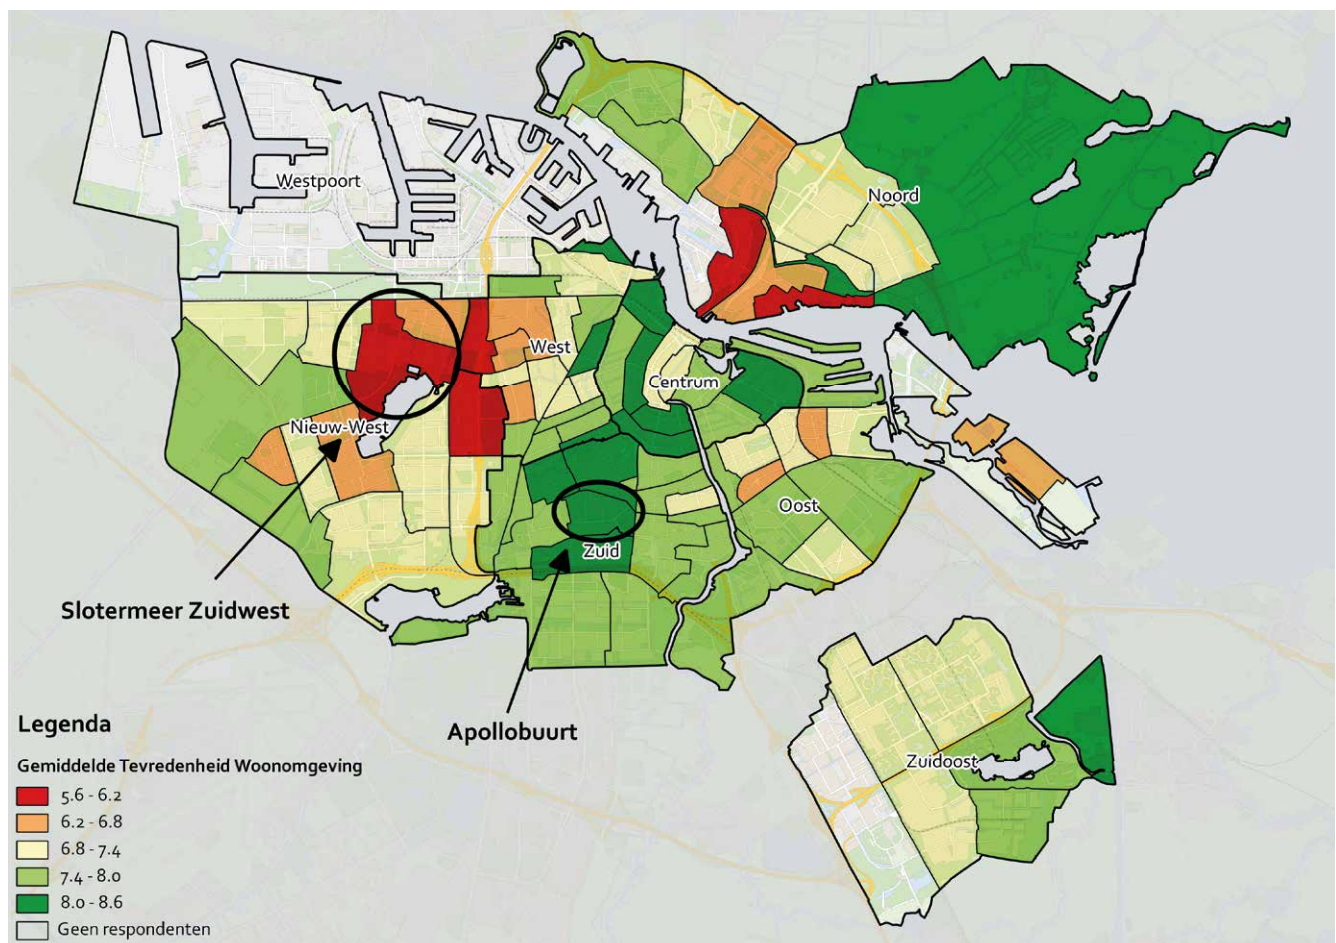 Westpoort
Noord
West
Centrum
Nieuw-West
Oost
Zuid
Slotermeer Zuidwest
Apollobuurt
Zuidoost
Legenda
Gemiddelde Tevredenheid Woonomgeving
5.6 - 6.2
6.2 - 6.8
6.8 - 7.4
7.4 - 8.0
8.0 - 8.6
Geen respondenten